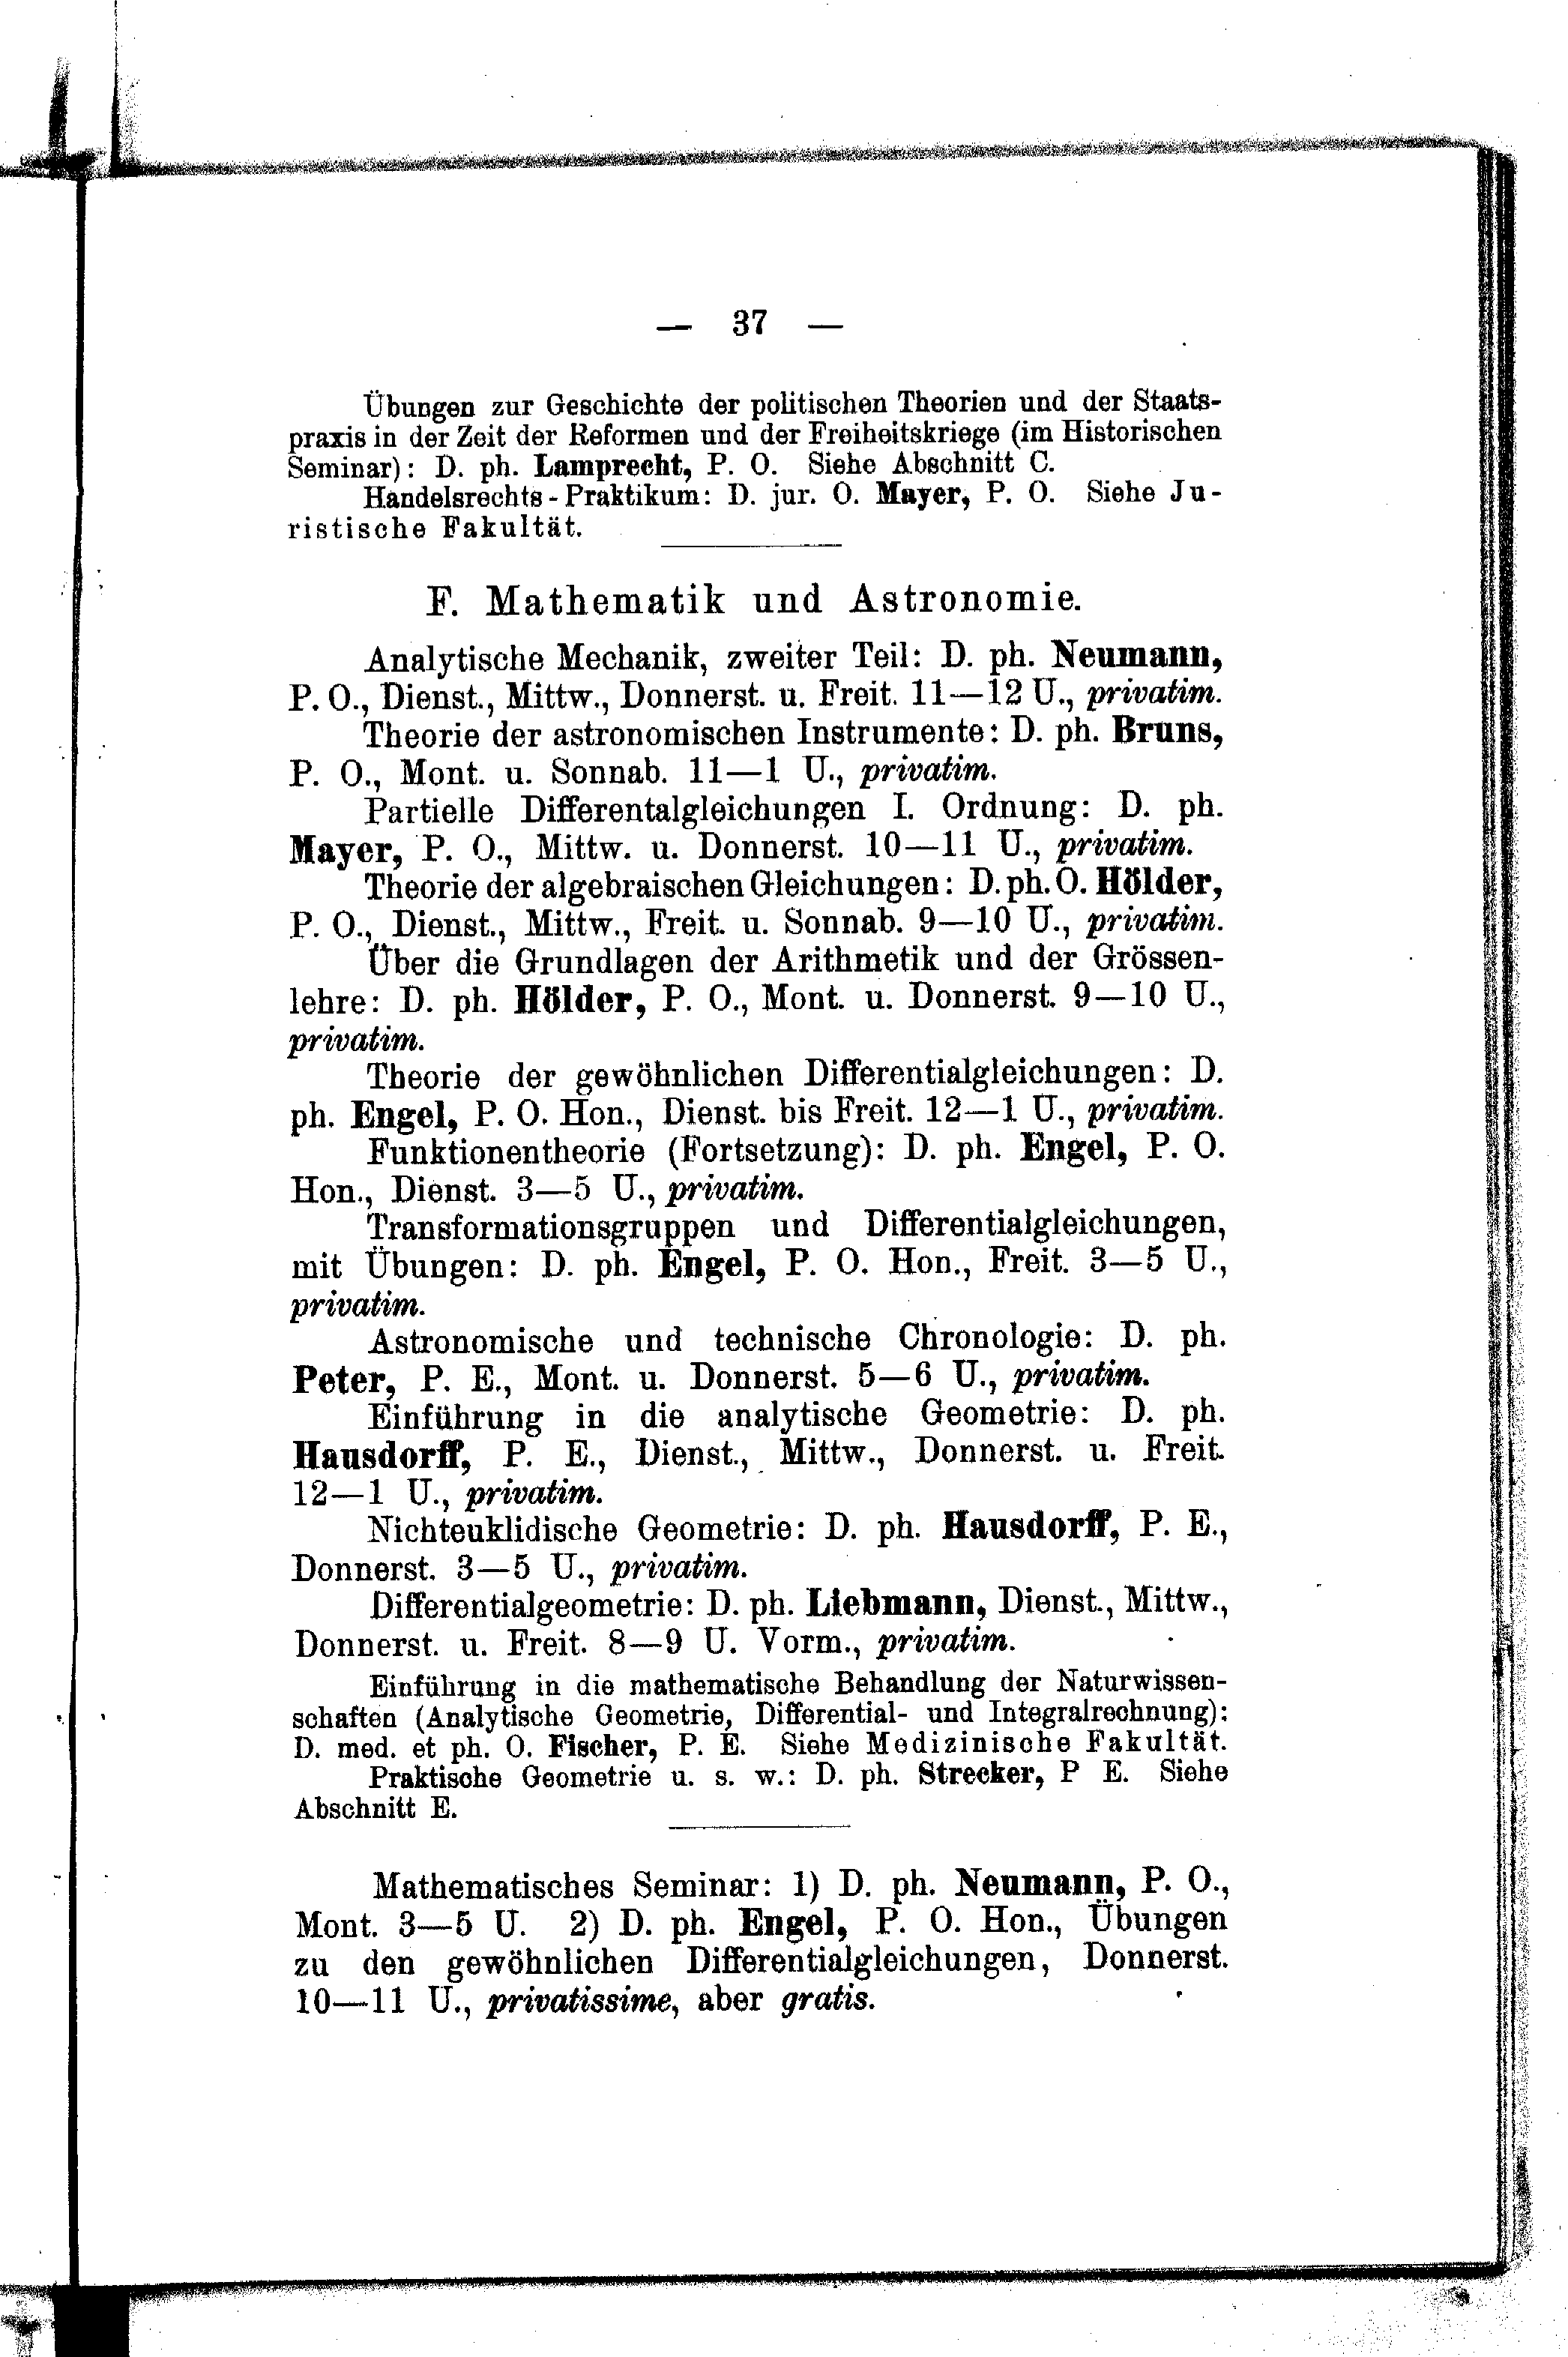 — 37 —
Übungen zur Geschichte der politischen Theorien und der Staats-
praxis in der Zeit der Reformen und der Freiheitskriege (im Historischen
Seminar): D. ph. Lamprecht, P. O. Siehe Abschnitt C.
Handelsrechts-Praktikum: D. jur. O. Mayer, P. O. Siehe Ju-
ristische Fakultät.
F. Mathematik und Astronomie.
Analytische Mechanik, zweiter Teil: D. ph. Neumann,
P. O., Dienst., Mittw., Donnerst. u. Freit. 11—12 U., privatim.
Theorie der astronomischen Instrumente: D. ph. Bruns,
P. O., Mont. u. Sonnab. 11—1 U., privatim.
Partielle Differentalgleichungen I. Ordnung: D. ph.
Mayer, P. O., Mittw. u. Donnerst. 10—11 U., privatim.
Theorie der algebraischen Gleichungen: D. ph. O. Hölder,
P. O., Dienst., Mittw., Freit. u. Sonnab. 9—10 U., privatim.
Über die Grundlagen der Arithmetik und der Grössen-
lehre: D. ph. Hölder, P. O., Mont. u. Donnerst. 9—10 U.,
privatim.
Theorie der gewöhnlichen Differentialgleichungen: D.
ph. Engel, P. O. Hon., Dienst. bis Freit. 12—1 U., privatim.
Funktionentheorie (Fortsetzung): D. ph. Engel, P. O.
Hon., Dienst. 3—5 U., privatim.
Transformationsgruppen und Differentialgleichungen,
mit Übungen: D. ph. Engel, P. O. Hon., Freit. 3—5 U.,
privatim.
Astronomische und technische Chronologie: D. ph.
Peter, P. E., Mont. u. Donnerst. 5—6 U., privatim.
Einführung in die analytische Geometrie: D. ph.
Hausdorff, P. E., Dienst., Mittw., Donnerst. u. Freit.
12—1 U., privatim.
Nichteuklidische Geometrie: D. ph. Hausdorff, P. E.,
Donnerst. 3—5 U., privatim.
Differentialgeometrie: D. ph. Liebmann, Dienst., Mittw.,
Donnerst. u. Freit. 8—9 U. Vorm., privatim.
Einführung in die mathematische Behandlung der Naturwissen-
schaften (Analytische Geometrie, Differential- und Integralrechnung):
D. med. et ph. O. Fischer, P. E. Siehe Medizinische Fakultät.
Praktische Geometrie u. s. w.: D. ph. Strecker, P E. Siehe
Abschnitt E.
Mathematisches Seminar: 1) D. ph. Neumann, P. O.,
Mont. 3—5 U. 2) D. ph. Engel, P. O. Hon., Übungen
zu den gewöhnlichen Differentialgleichungen, Donnerst.
10—11 U., privatissime, aber gratis.